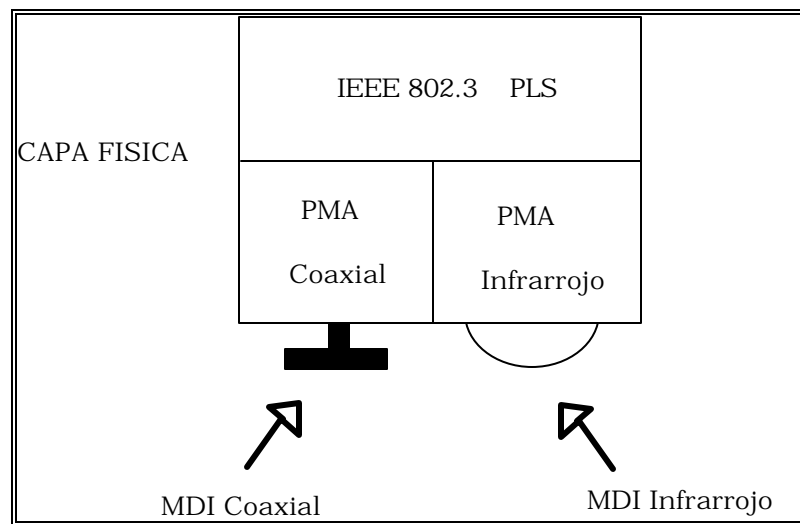 IEEE 802.3 PLS
CAPA FISICA
PMA
Coaxial
PMA
Infrarrojo
MDI Coaxial
MDI Infrarrojo